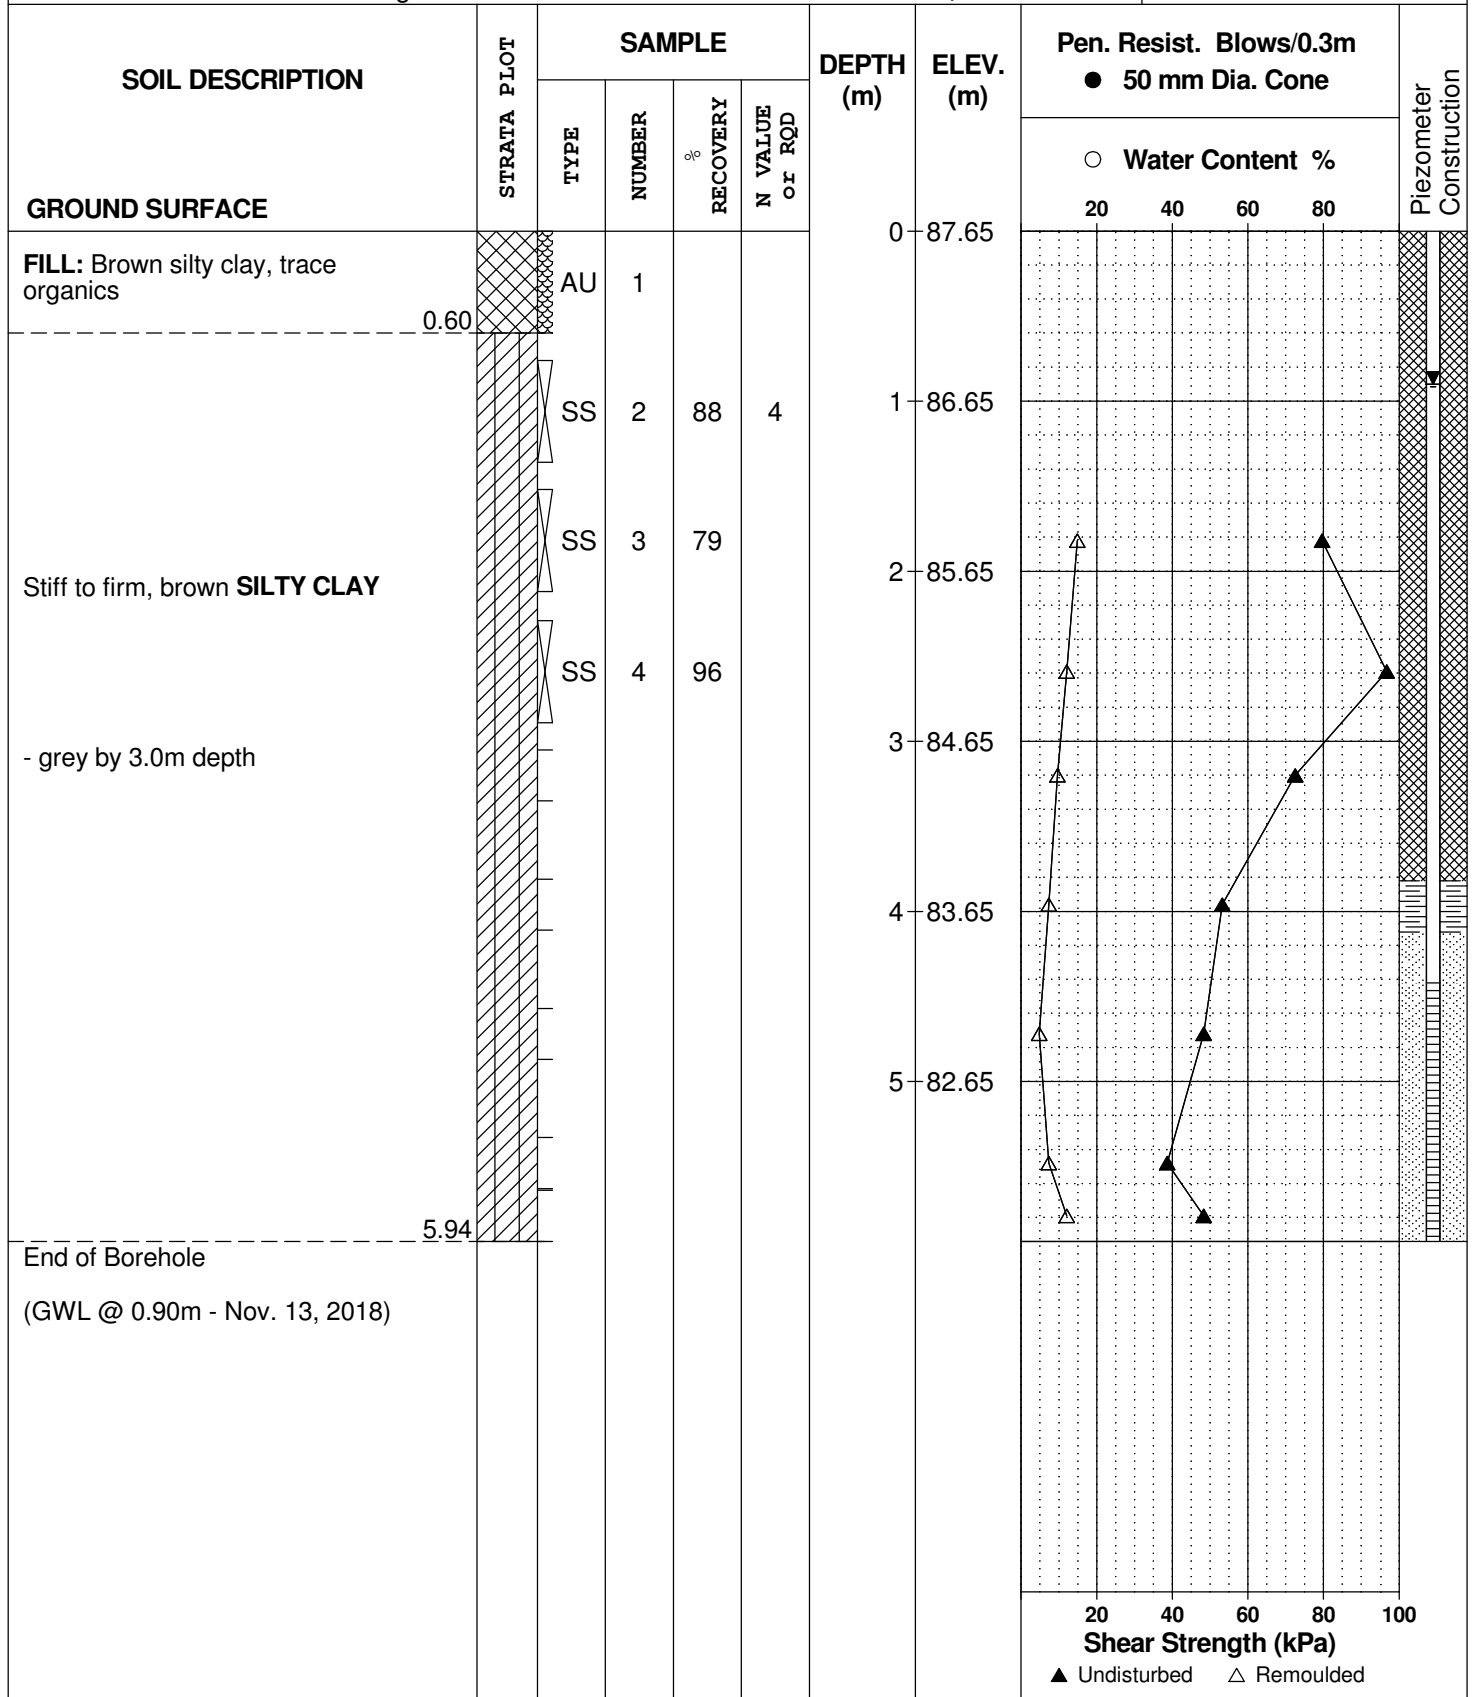 SOIL DESCRIPTION
GROUND SURFACE
STRATA PLOT
SAMPLE
TYPE
NUMBER
%
RECOVERY
N VALUE
or RQD
DEPTH
(m)
ELEV.
(m)
Pen. Resist. Blows/0.3m
● 50 mm Dia. Cone
○ Water Content %
20 40 60 80
Piezometer
Construction
0 87.65
FILL: Brown silty clay, trace
organics
0.60
AU 1
1 86.65
SS 2 88 4
SS 3 79
2 85.65
Stiff to firm, brown SILTY CLAY
SS 4 96
3 84.65
- grey by 3.0m depth
4 83.65
5 82.65
5.94
End of Borehole
(GWL @ 0.90m - Nov. 13, 2018)
20 40 60 80 100
Shear Strength (kPa)
▲ Undisturbed △ Remoulded